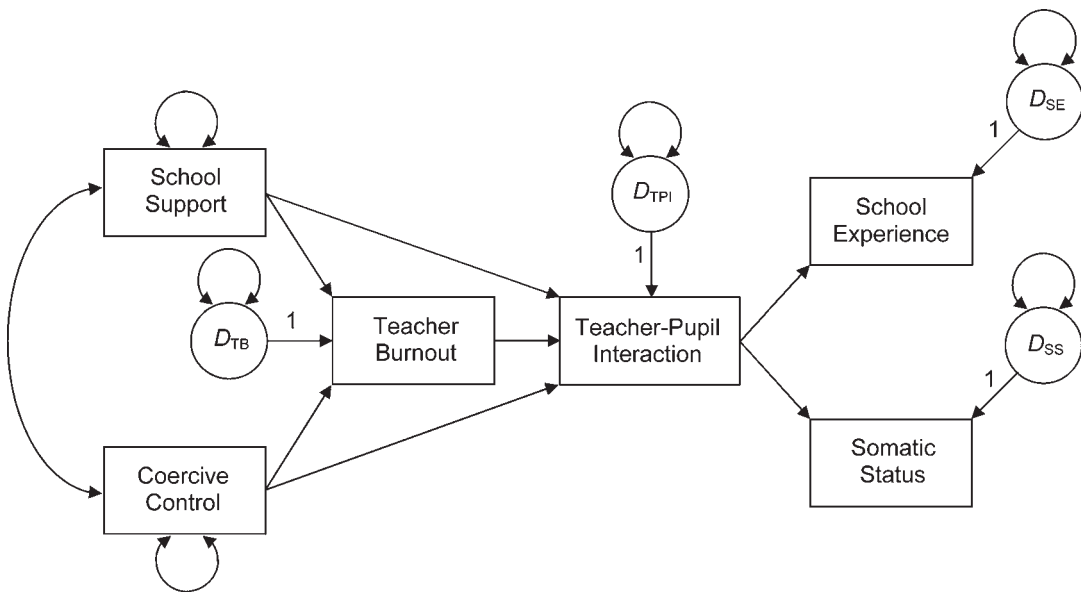 School
Support
D_TB
1
Teacher
Burnout
Coercive
Control
D_TPI
1
Teacher-Pupil
Interaction
D_SE
1
School
Experience
D_SS
1
Somatic
Status